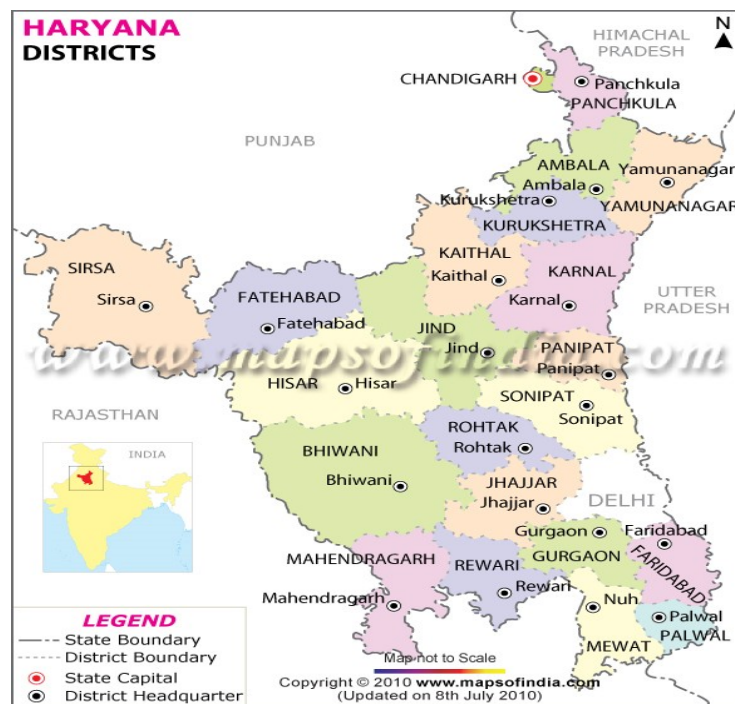 HARYANA
DISTRICTS
N
HIMACHAL
PRADESH
CHANDIGARH
Panchkula
PANCHKULA
PUNJAB
AMBALA
Ambala
Yamunanagar
YAMUNANAGAR
Kurukshetra
KURUKSHETRA
KAITHAL
Kaithal
KARNAL
Karnal
SIRSA
Sirsa
FATEHABAD
Fatehabad
UTTER
PRADESH
JIND
Jind
PANIPAT
Panipat
www.mapsofindia.com
HISAR
Hisar
SONIPAT
Sonipat
RAJASTHAN
ROHTAK
Rohtak
BHIWANI
Bhiwani
INDIA
JHAJJAR
Jhajjar
DELHI
Gurgaon
GURGAON
Faridabad
FARIDABAD
MAHENDRAGARH
Mahendragarh
REWARI
Rewari
Nuh
MEWAT
Palwal
PALWAL
LEGEND
State Boundary
District Boundary
State Capital
District Headquarter
Map not to Scale
Copyright © 2010 www.mapsofindia.com
(Updated on 8th July 2010)